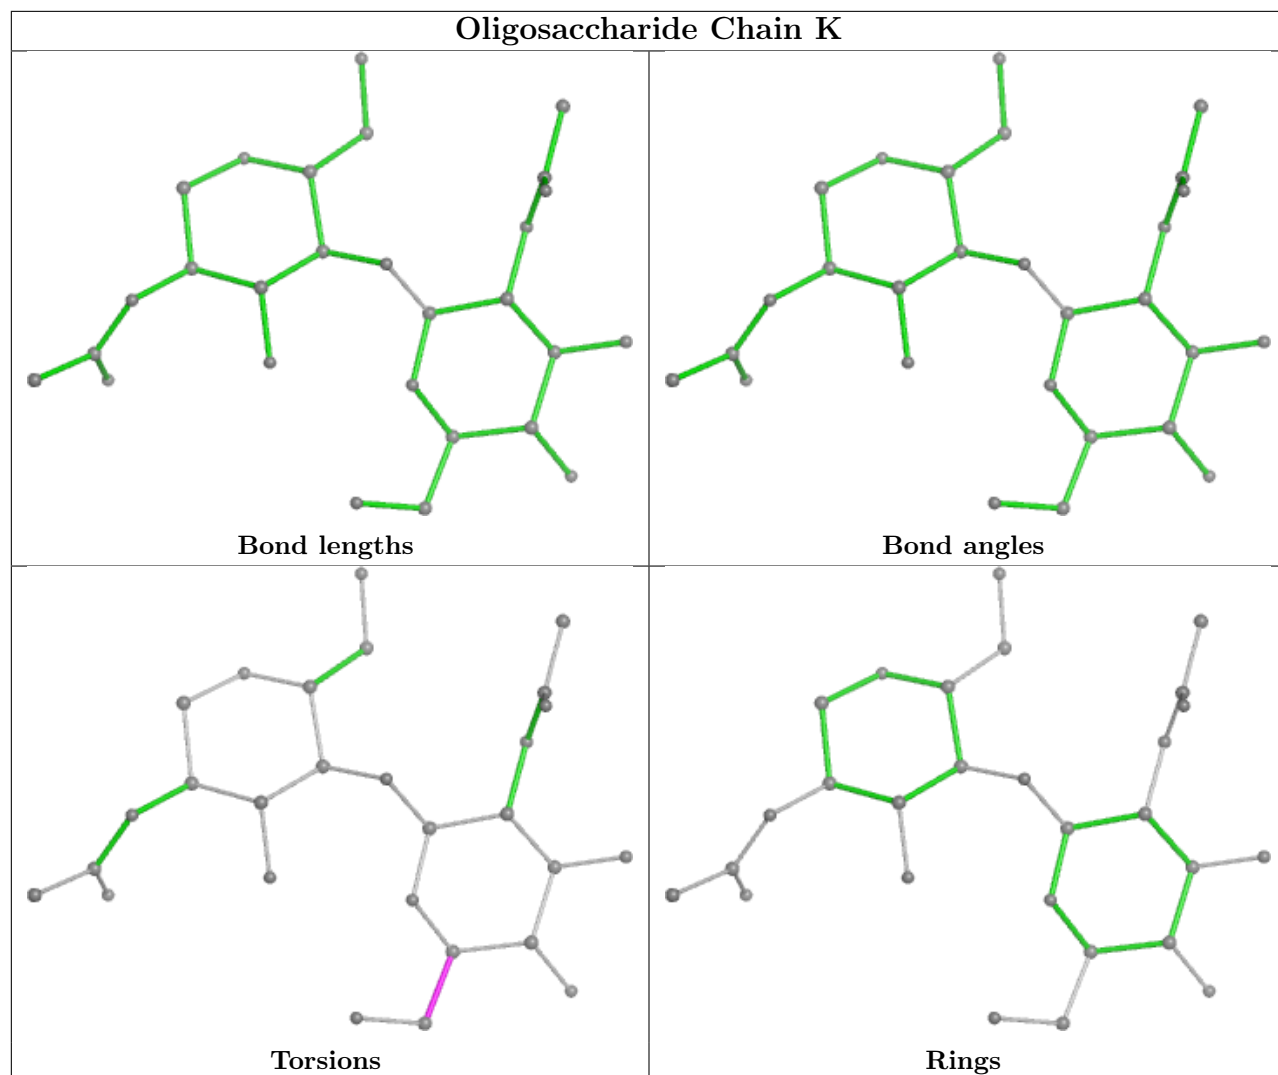 Oligosaccharide Chain K
Bond lengths
Bond angles
Torsions
Rings